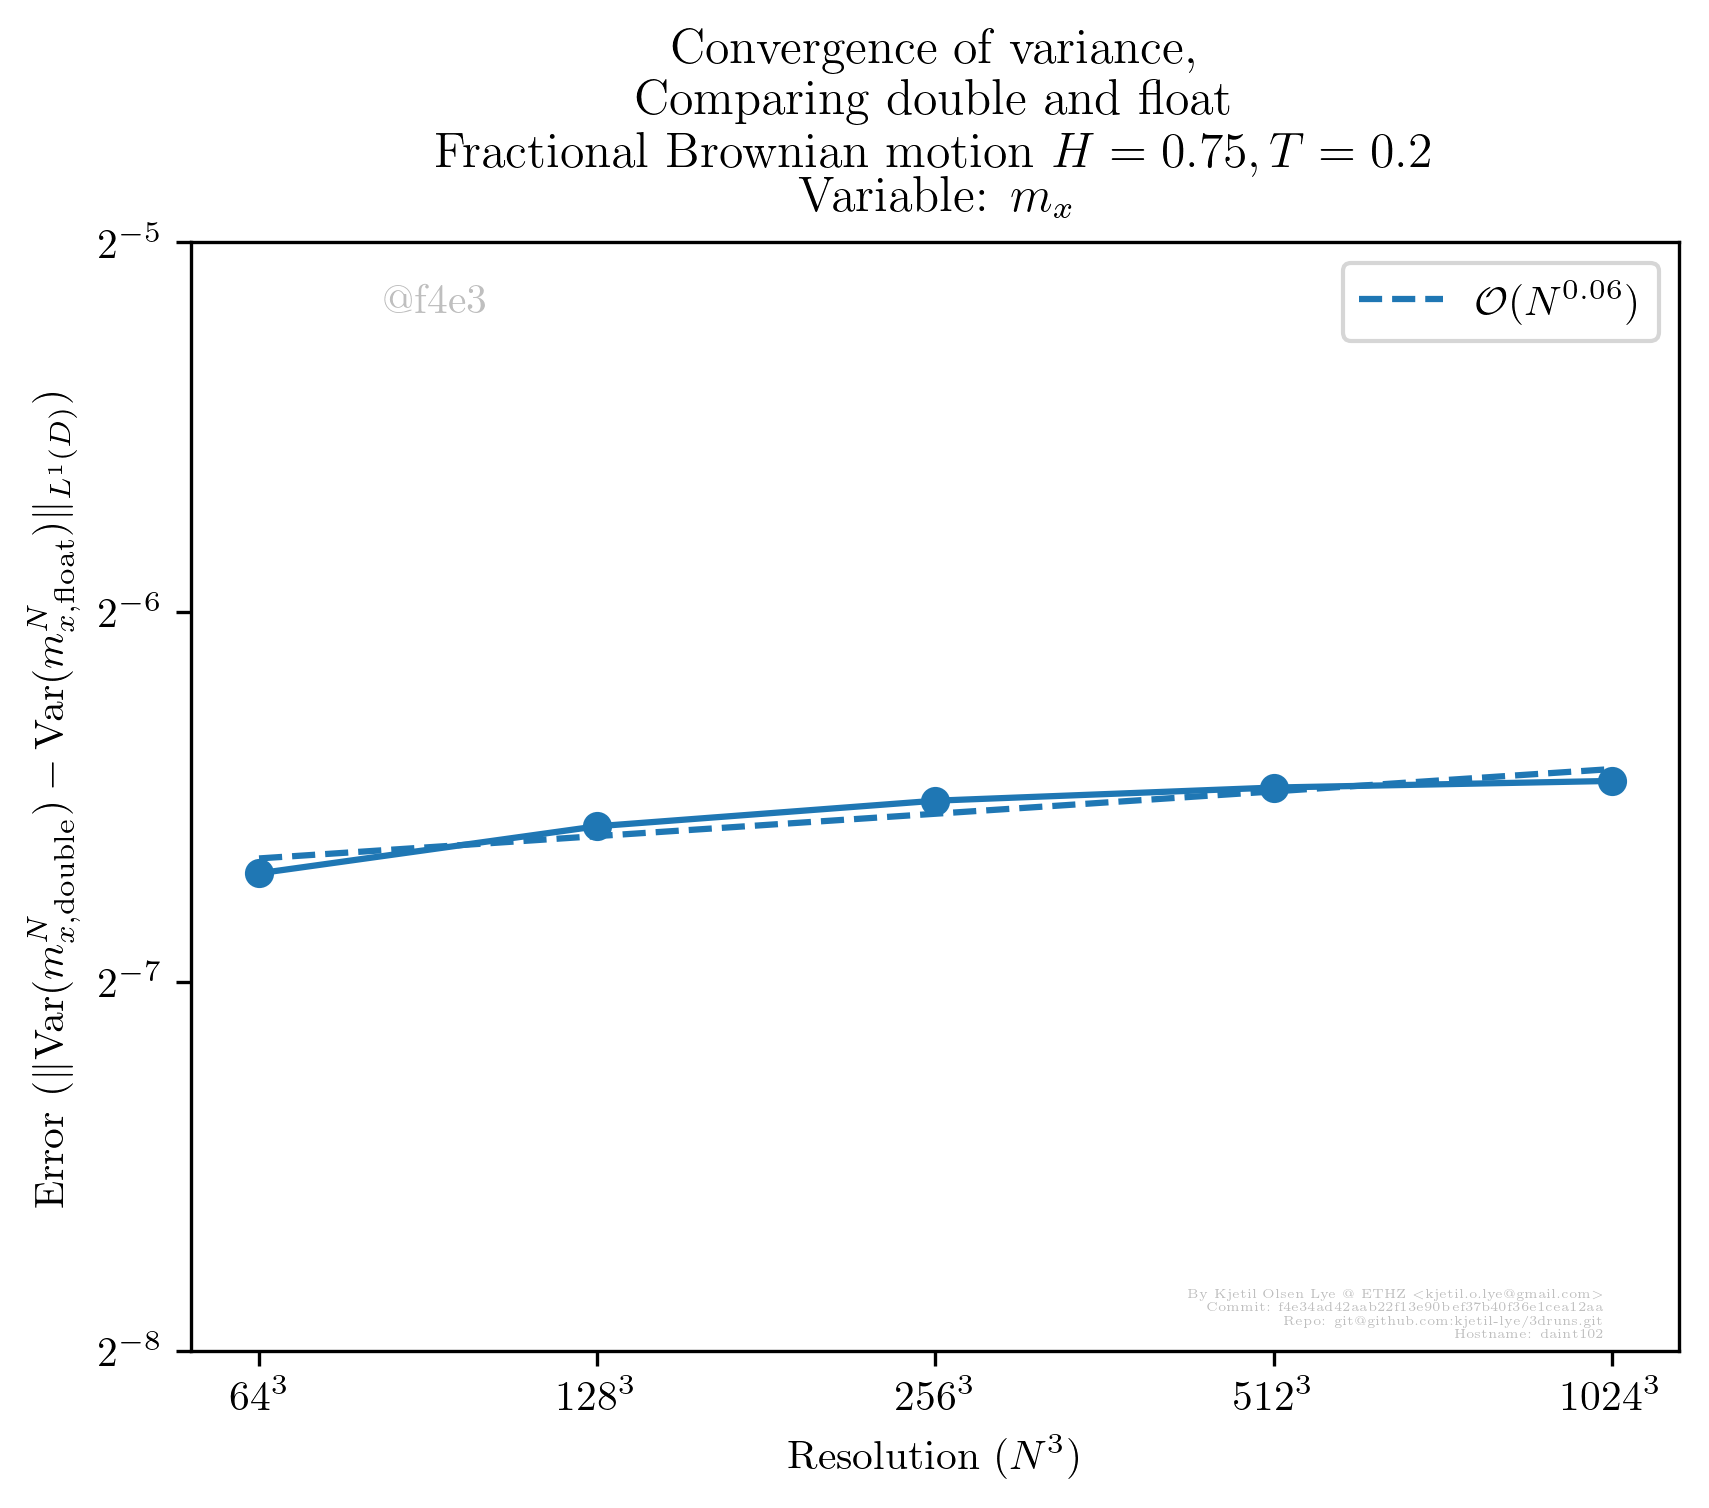 Convergence of variance,
Comparing double and float
Fractional Brownian motion $H = 0.75, T = 0.2$
Variable: $m_x$
$2^{-5}$
@f4e3
$\mathcal{O}(N^{0.06})$
$2^{-6}$
$2^{-7}$
$2^{-8}$
Error $(\|\mathrm{Var}(m^N_{x,\mathrm{double}}) - \mathrm{Var}(m^N_{x,\mathrm{float}})\|_{L^1(D)})$
By Kjetil Olsen Lye @ ETHZ <kjetil.o.lye@gmail.com>
Commit: f4e34ad42aab22f13e90bef37b40f36e1cea12aa
Repo: git@github.com:kjetil-lye/3druns.git
Hostname: daint102
$64^3$ $128^3$ $256^3$ $512^3$ $1024^3$
Resolution $(N^3)$